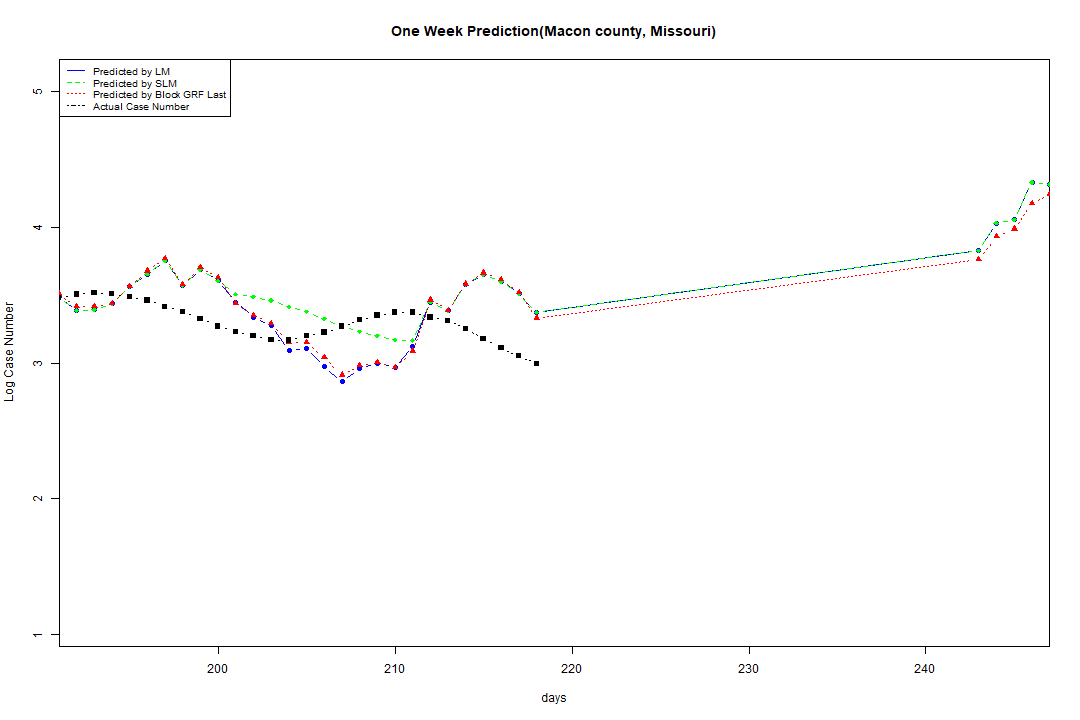 One Week Prediction(Macon county, Missouri)
Predicted by LM
Predicted by SLM
Predicted by Block GRF Last
Actual Case Number
5
4
3
2
1
Log Case Number
200 210 220 230 240
days